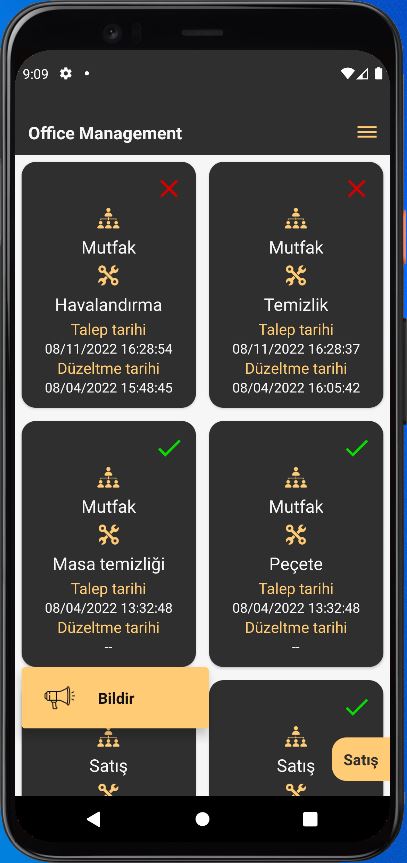 9:09
Office Management
Mutfak
Havalandırma
Talep tarihi
08/11/2022 16:28:54
Düzeltme tarihi
08/04/2022 15:48:45
Mutfak
Temizlik
Talep tarihi
08/11/2022 16:28:37
Düzeltme tarihi
08/04/2022 16:05:42
Mutfak
Masa temizliği
Talep tarihi
08/04/2022 13:32:48
Düzeltme tarihi
--
Mutfak
Peçete
Talep tarihi
08/04/2022 13:32:48
Düzeltme tarihi
--
Bildir
Satış
Satış
Satış